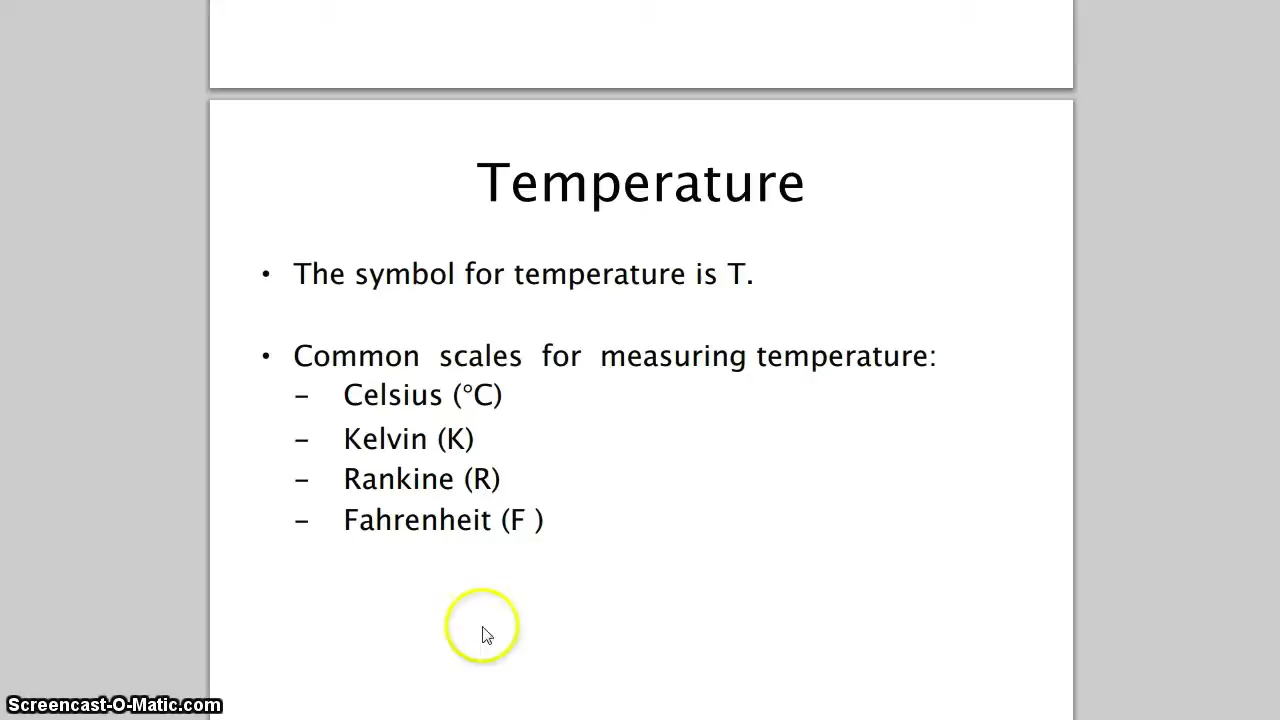 Temperature
• The symbol for temperature is T.
• Common scales for measuring temperature:
– Celsius (°C)
– Kelvin (K)
– Rankine (R)
– Fahrenheit (F )
Screencast-O-Matic.com